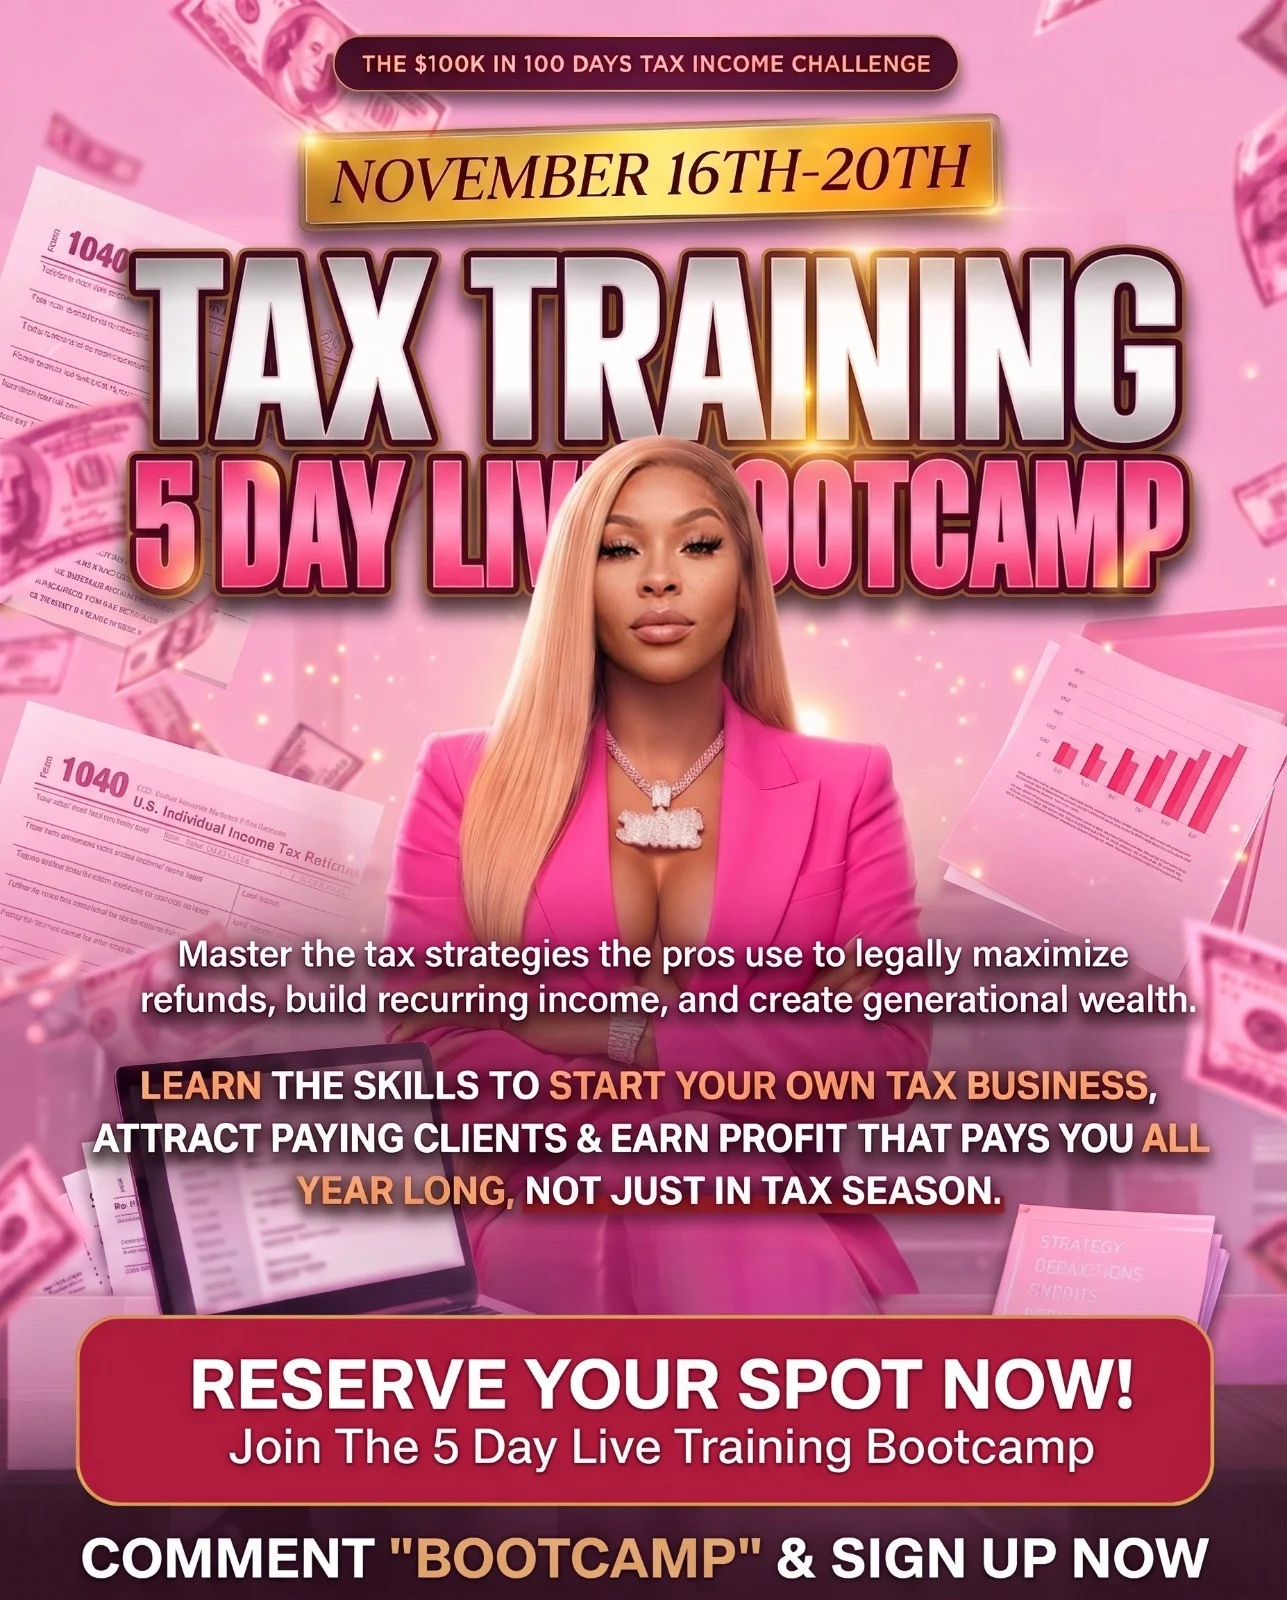 THE $100K IN 100 DAYS TAX INCOME CHALLENGE
NOVEMBER 16TH-20TH
TAX TRAINING
5 DAY LIV OOTCAMP
Form 1040
Form 1040
U.S. Individual Income Tax
Master the tax strategies the pros use to legally maximize
refunds, build recurring income, and create generational wealth.
LEARN THE SKILLS TO START YOUR OWN TAX BUSINESS,
ATTRACT PAYING CLIENTS & EARN PROFIT THAT PAYS YOU ALL
YEAR LONG, NOT JUST IN TAX SEASON.
STRATEGY
RESERVE YOUR SPOT NOW!
Join The 5 Day Live Training Bootcamp
COMMENT "BOOTCAMP" & SIGN UP NOW